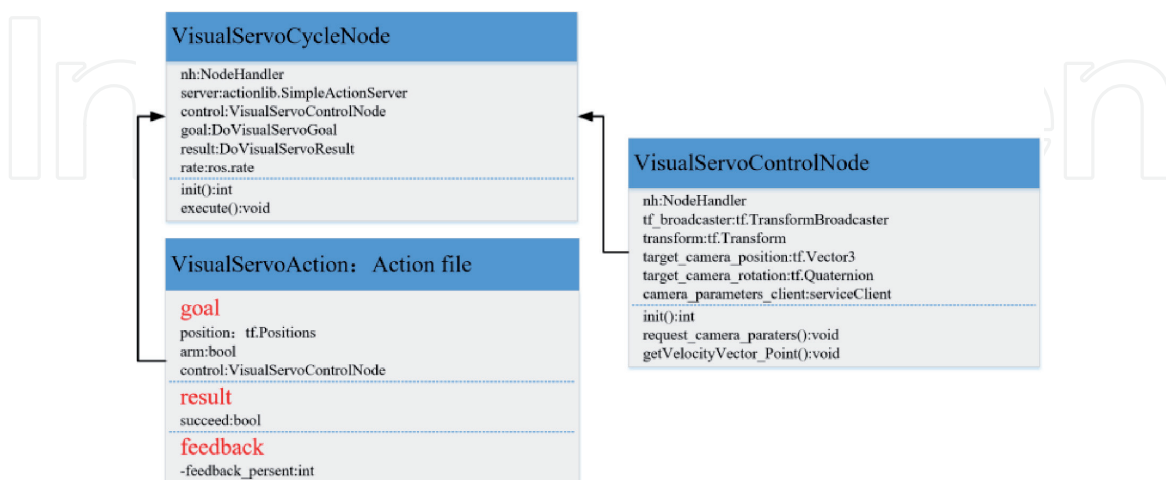 VisualServoCycleNode
nh:NodeHandler
server:actionlib.SimpleActionServer
control:VisualServoControlNode
goal:DoVisualServoGoal
result:DoVisualServoResult
rate:ros.rate
init():int
execute():void
VisualServoAction： Action file
goal
position：tf.Positions
arm:bool
control:VisualServoControlNode
result
succeed:bool
feedback
-feedback_persent:int
VisualServoControlNode
nh:NodeHandler
tf_broadcaster:tf.TransformBroadcaster
transform:tf.Transform
target_camera_position:tf.Vector3
target_camera_rotation:tf.Quaternion
camera_parameters_client:serviceClient
init():int
request_camera_paraters():void
getVelocityVector_Point():void